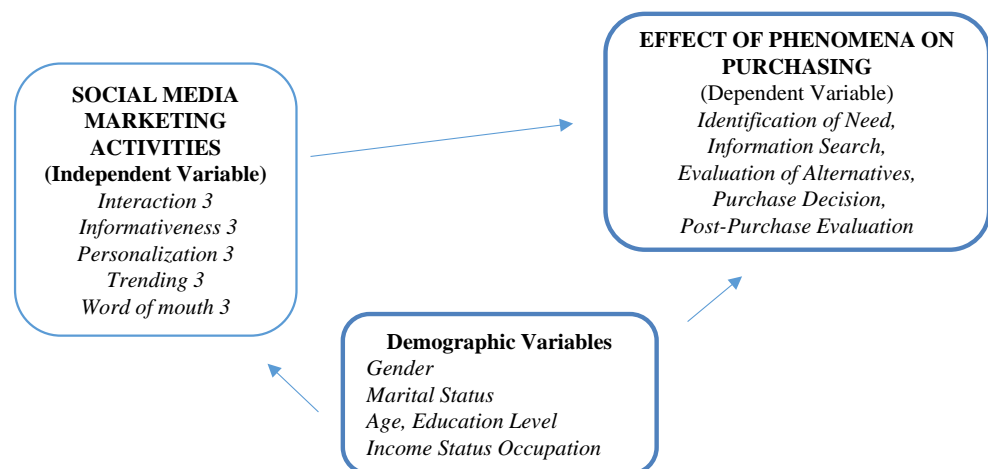 SOCIAL MEDIA
MARKETING
ACTIVITIES
(Independent Variable)
Interaction 3
Informativeness 3
Personalization 3
Trending 3
Word of mouth 3
EFFECT OF PHENOMENA ON
PURCHASING
(Dependent Variable)
Identification of Need,
Information Search,
Evaluation of Alternatives,
Purchase Decision,
Post-Purchase Evaluation
Demographic Variables
Gender
Marital Status
Age, Education Level
Income Status Occupation